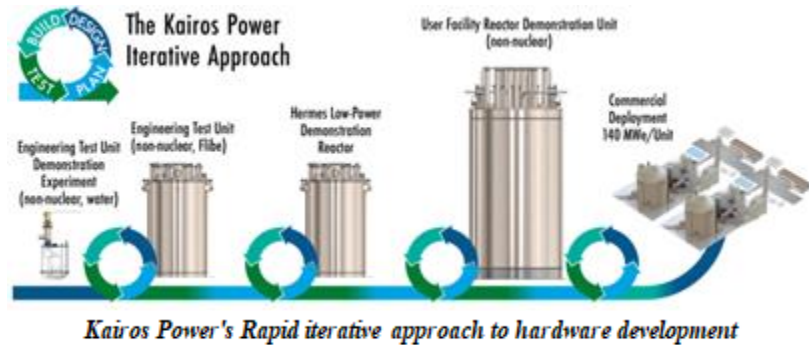 The Kairos Power
Iterative Approach
BUILD
DESIGN
TEST
PLAN
User Facility Reactor Demonstration Unit
(non-nuclear)
Engineering Test Unit
Demonstration
Experiment
(non-nuclear, water)
Engineering Test Unit
(non-nuclear, Flibe)
Hermes Low-Power
Demonstration
Reactor
Commercial
Deployment
140 MWe/Unit
Kairos Power's Rapid iterative approach to hardware development